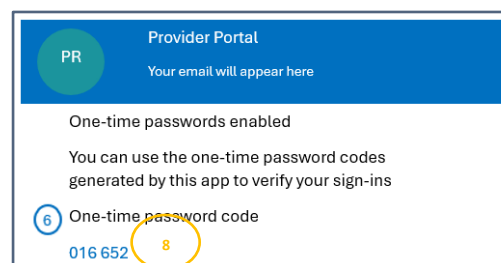 PR
Provider Portal
Your email will appear here
One-time passwords enabled
You can use the one-time password codes
generated by this app to verify your sign-ins
6 One-time password code
016 652 8